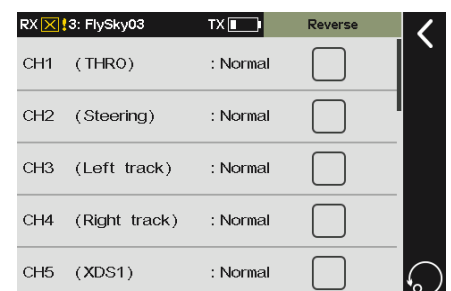 RX !3: FlySky03 TX Reverse
CH1 (THRO) : Normal
CH2 (Steering) : Normal
CH3 (Left track) : Normal
CH4 (Right track) : Normal
CH5 (XDS1) : Normal